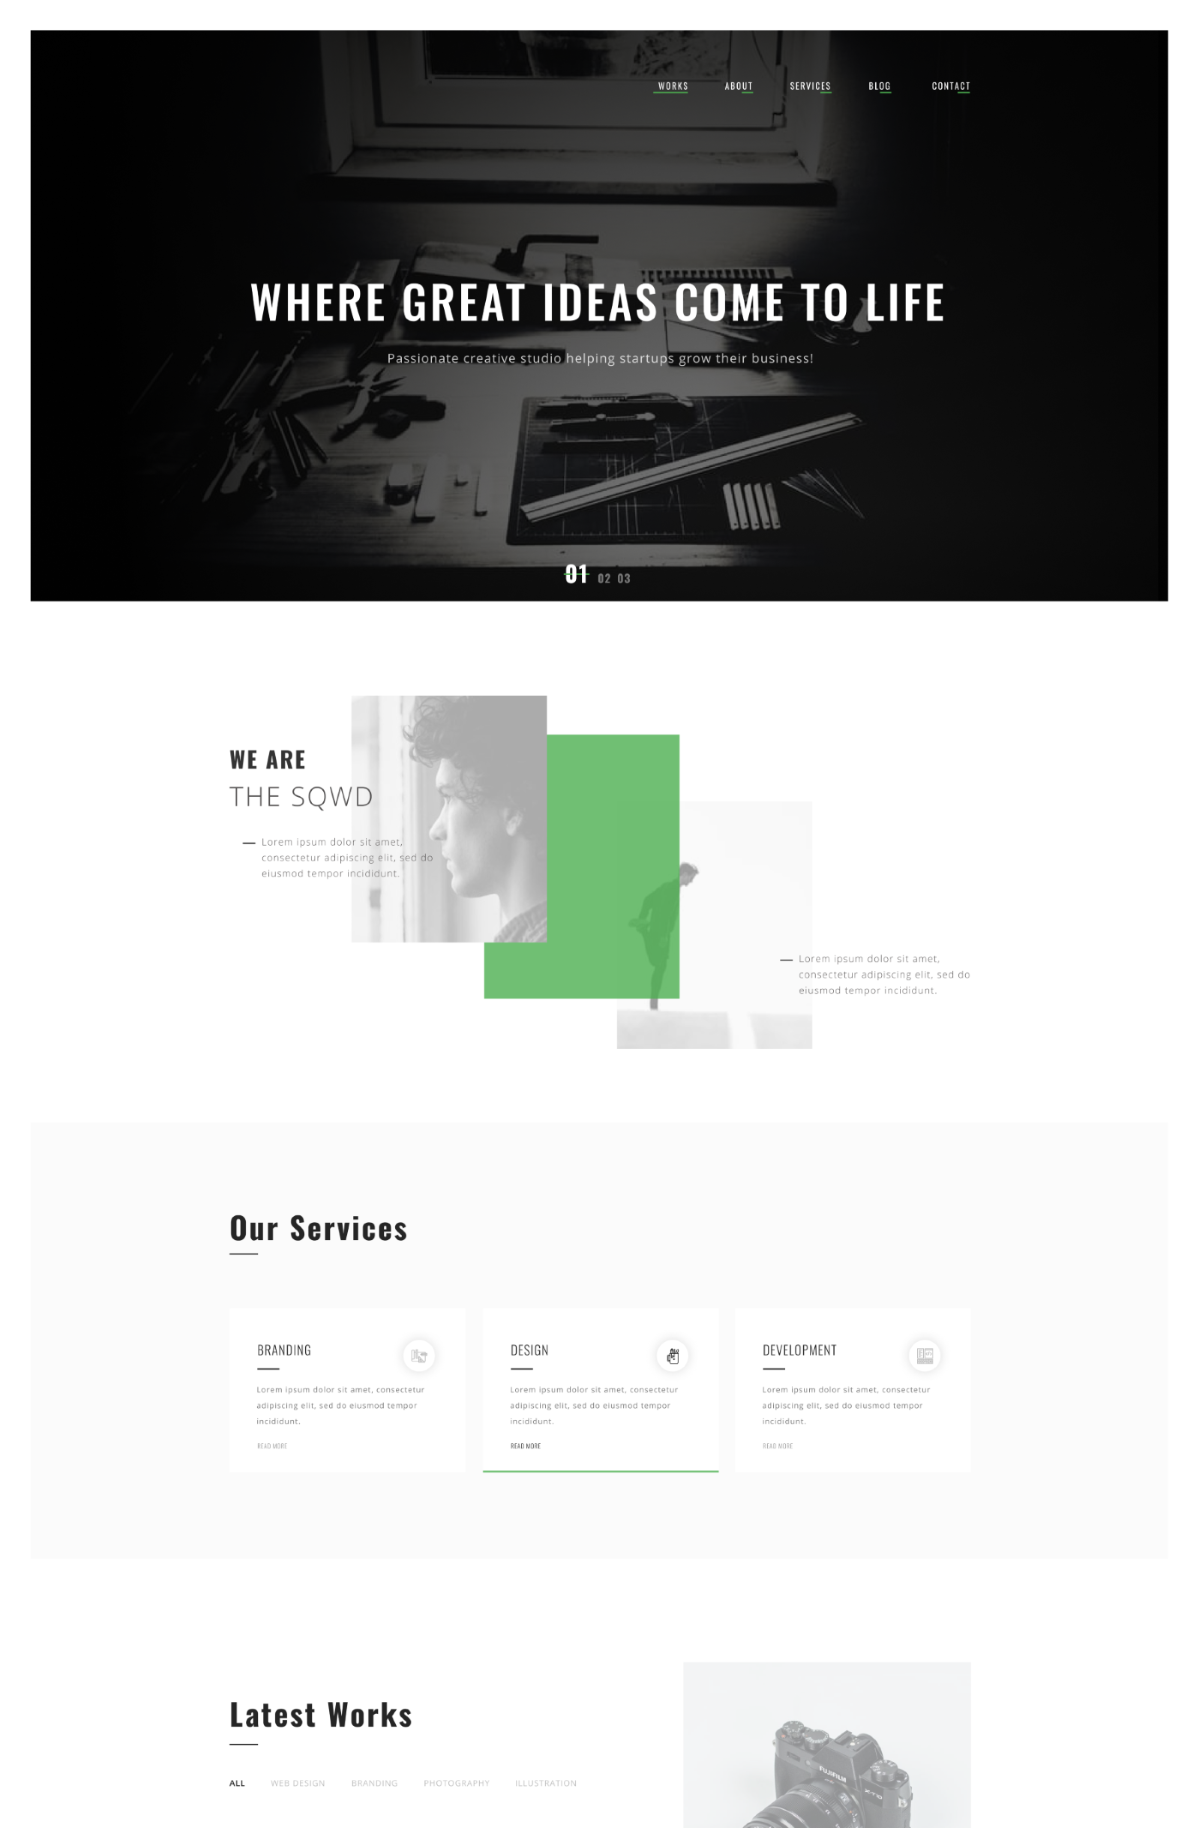 WORKS ABOUT SERVICES BLOG CONTACT
WHERE GREAT IDEAS COME TO LIFE
Passionate creative studio helping startups grow their business!
01 02 03
WE ARE
THE SQWD
Lorem ipsum dolor sit amet,
consectetur adipiscing elit, sed do
eiusmod tempor incididunt.
Lorem ipsum dolor sit amet,
consectetur adipiscing elit, sed do
eiusmod tempor incididunt.
Our Services
BRANDING
Lorem ipsum dolor sit amet, consectetur
adipiscing elit, sed do eiusmod tempor
incididunt.
READ MORE
DESIGN
Lorem ipsum dolor sit amet, consectetur
adipiscing elit, sed do eiusmod tempor
incididunt.
READ MORE
DEVELOPMENT
Lorem ipsum dolor sit amet, consectetur
adipiscing elit, sed do eiusmod tempor
incididunt.
READ MORE
Latest Works
ALL WEB DESIGN BRANDING PHOTOGRAPHY ILLUSTRATION
FUJIFILM
X-T10